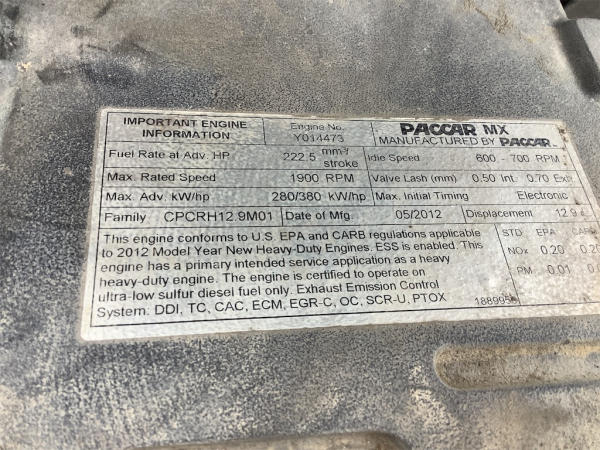 IMPORTANT ENGINE INFORMATION
Engine No. Y014473
PACCAR MX
MANUFACTURED BY PACCAR
Fuel Rate at Adv. HP 222.5 mm³/stroke
Idle Speed 600 - 700 RPM
Max. Rated Speed 1900 RPM
Valve Lash (mm) 0.50 Int. 0.70 Exh
Max. Adv. kW/hp 280/380 kW/hp
Max. Initial Timing Electronic
Family CPCRH12.9M01
Date of Mfg. 05/2012
Displacement 12.9
This engine conforms to U.S. EPA and CARB regulations applicable
to 2012 Model Year New Heavy-Duty Engines. ESS is enabled. This
engine has a primary intended service application as a heavy
heavy-duty engine. The engine is certified to operate on
ultra-low sulfur diesel fuel only. Exhaust Emission Control
System: DDI, TC, CAC, ECM, EGR-C, OC, SCR-U, PTOX
STD EPA
NOx 0.20 0.20
PM 0.01